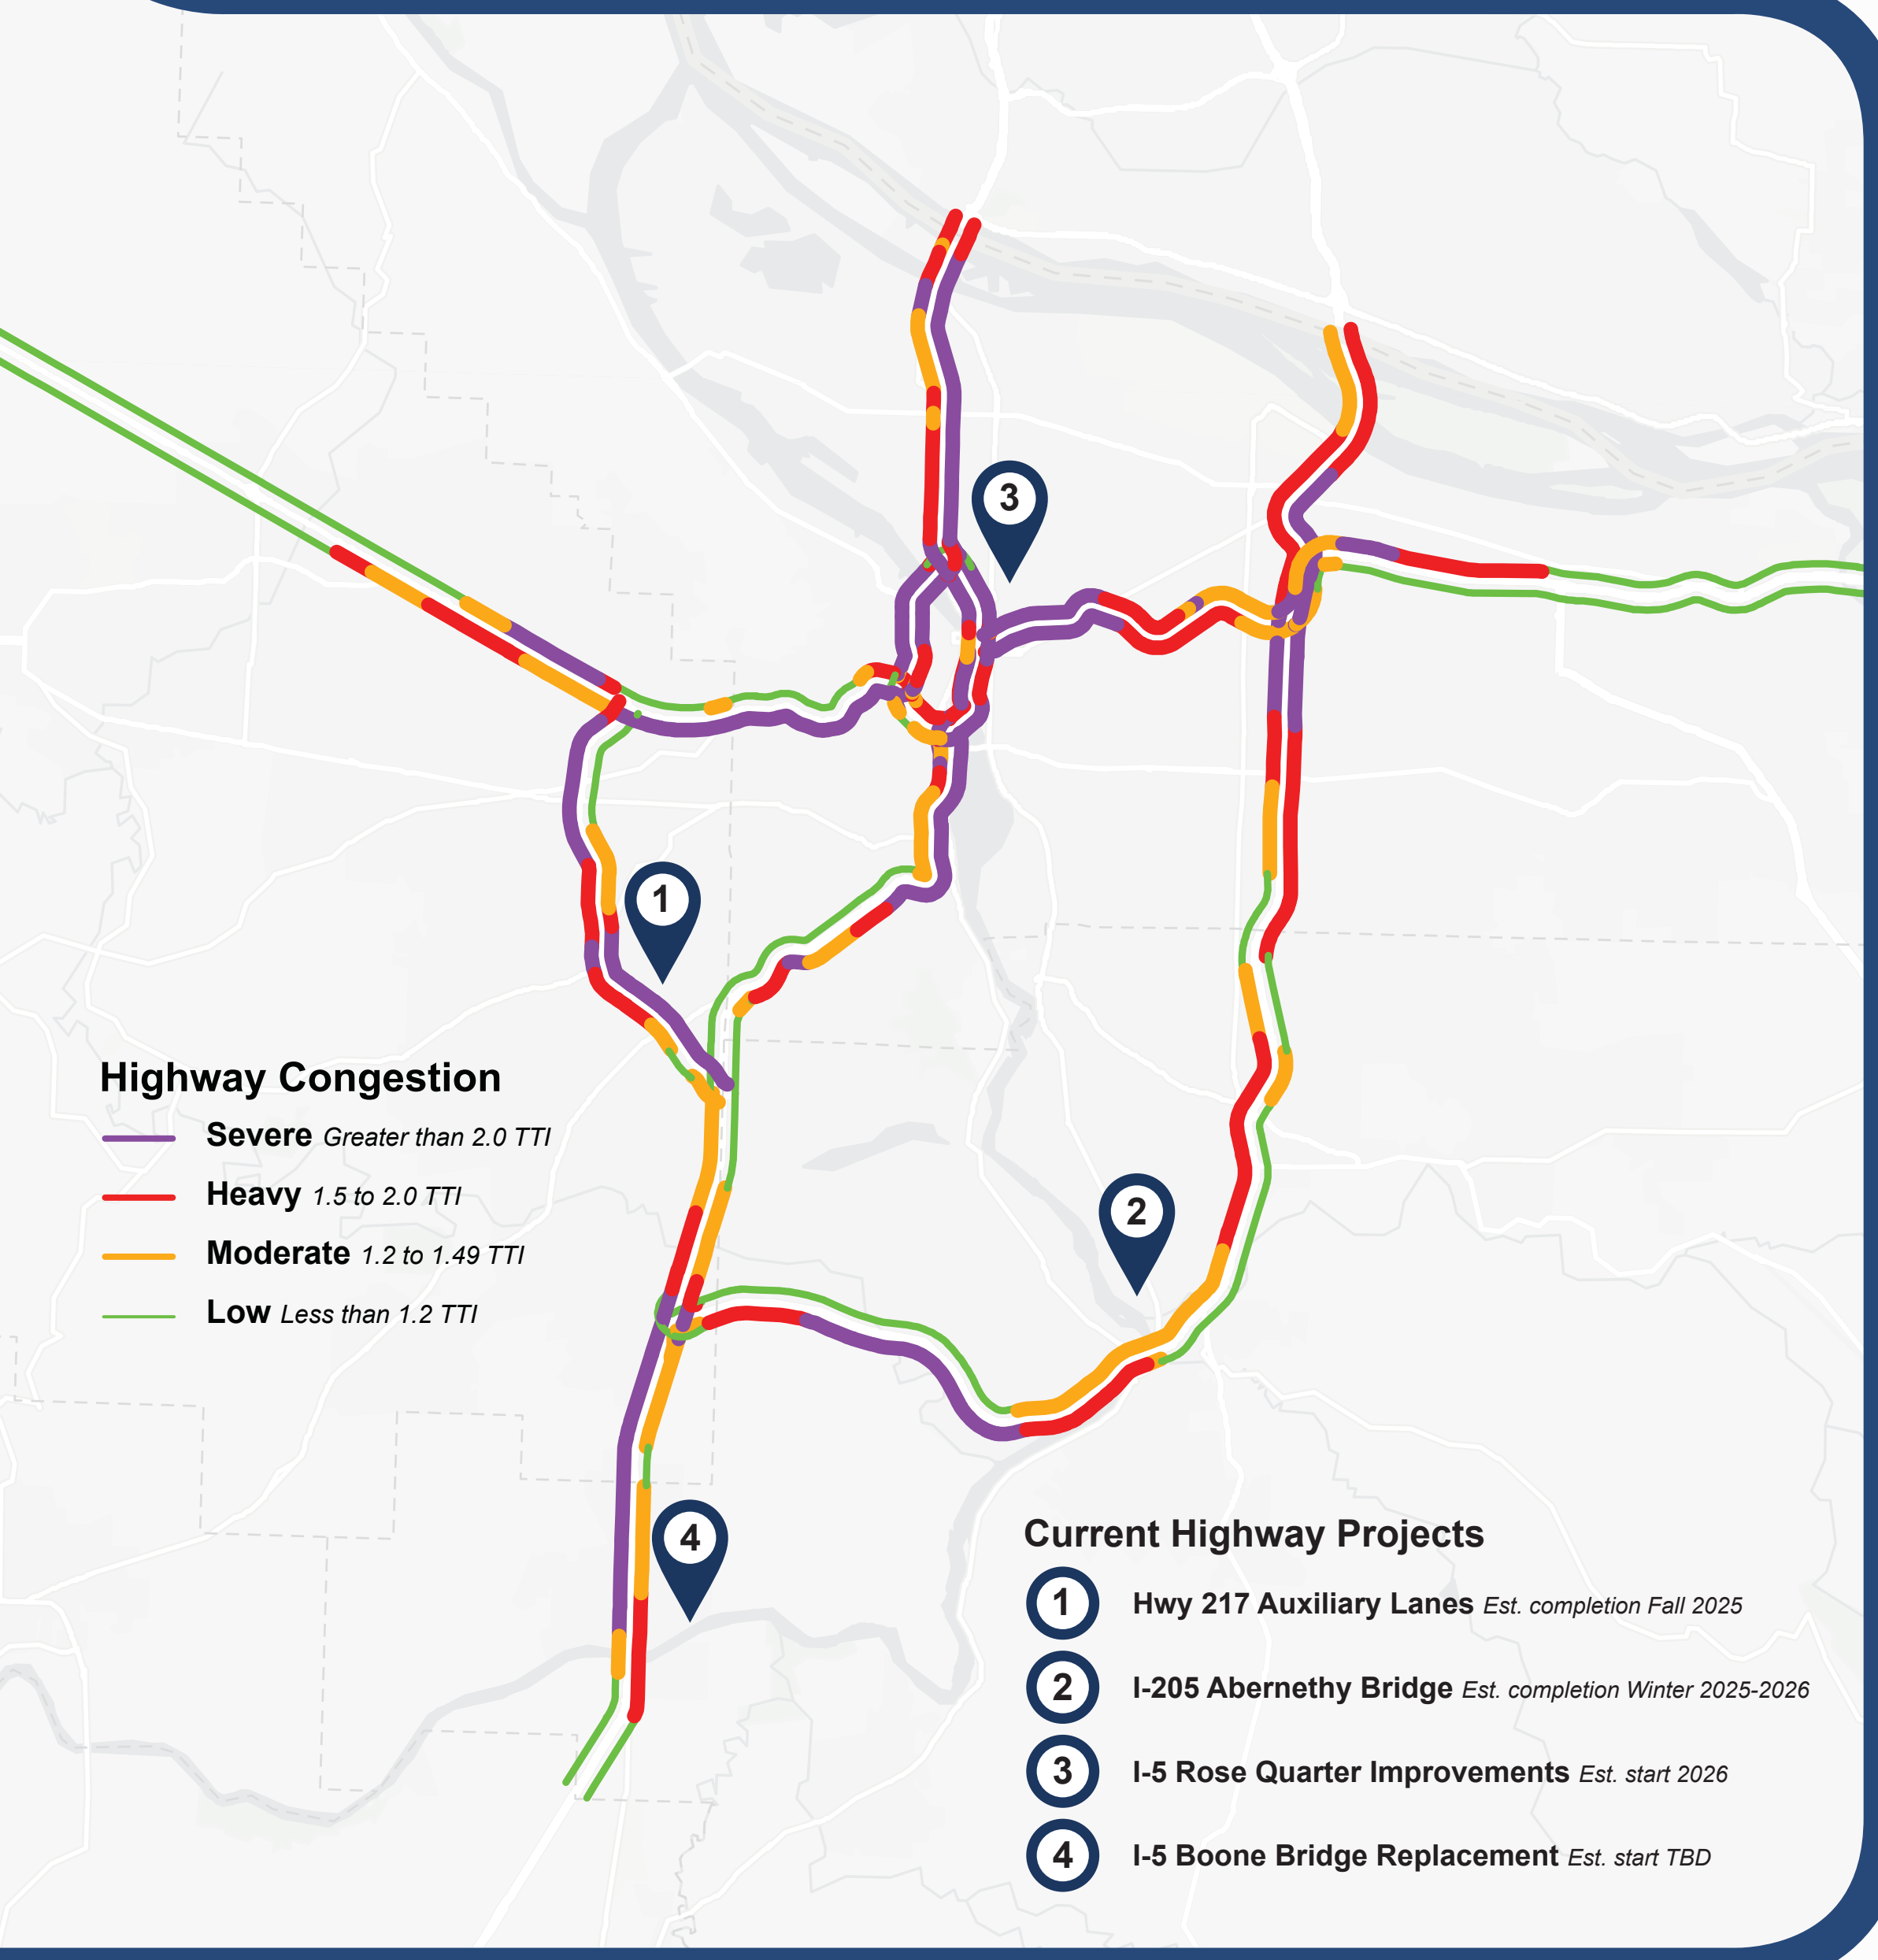 3
1
Highway Congestion
Severe Greater than 2.0 TTI
Heavy 1.5 to 2.0 TTI
Moderate 1.2 to 1.49 TTI
Low Less than 1.2 TTI
2
4
Current Highway Projects
1 Hwy 217 Auxiliary Lanes Est. completion Fall 2025
2 I-205 Abernethy Bridge Est. completion Winter 2025-2026
3 I-5 Rose Quarter Improvements Est. start 2026
4 I-5 Boone Bridge Replacement Est. start TBD